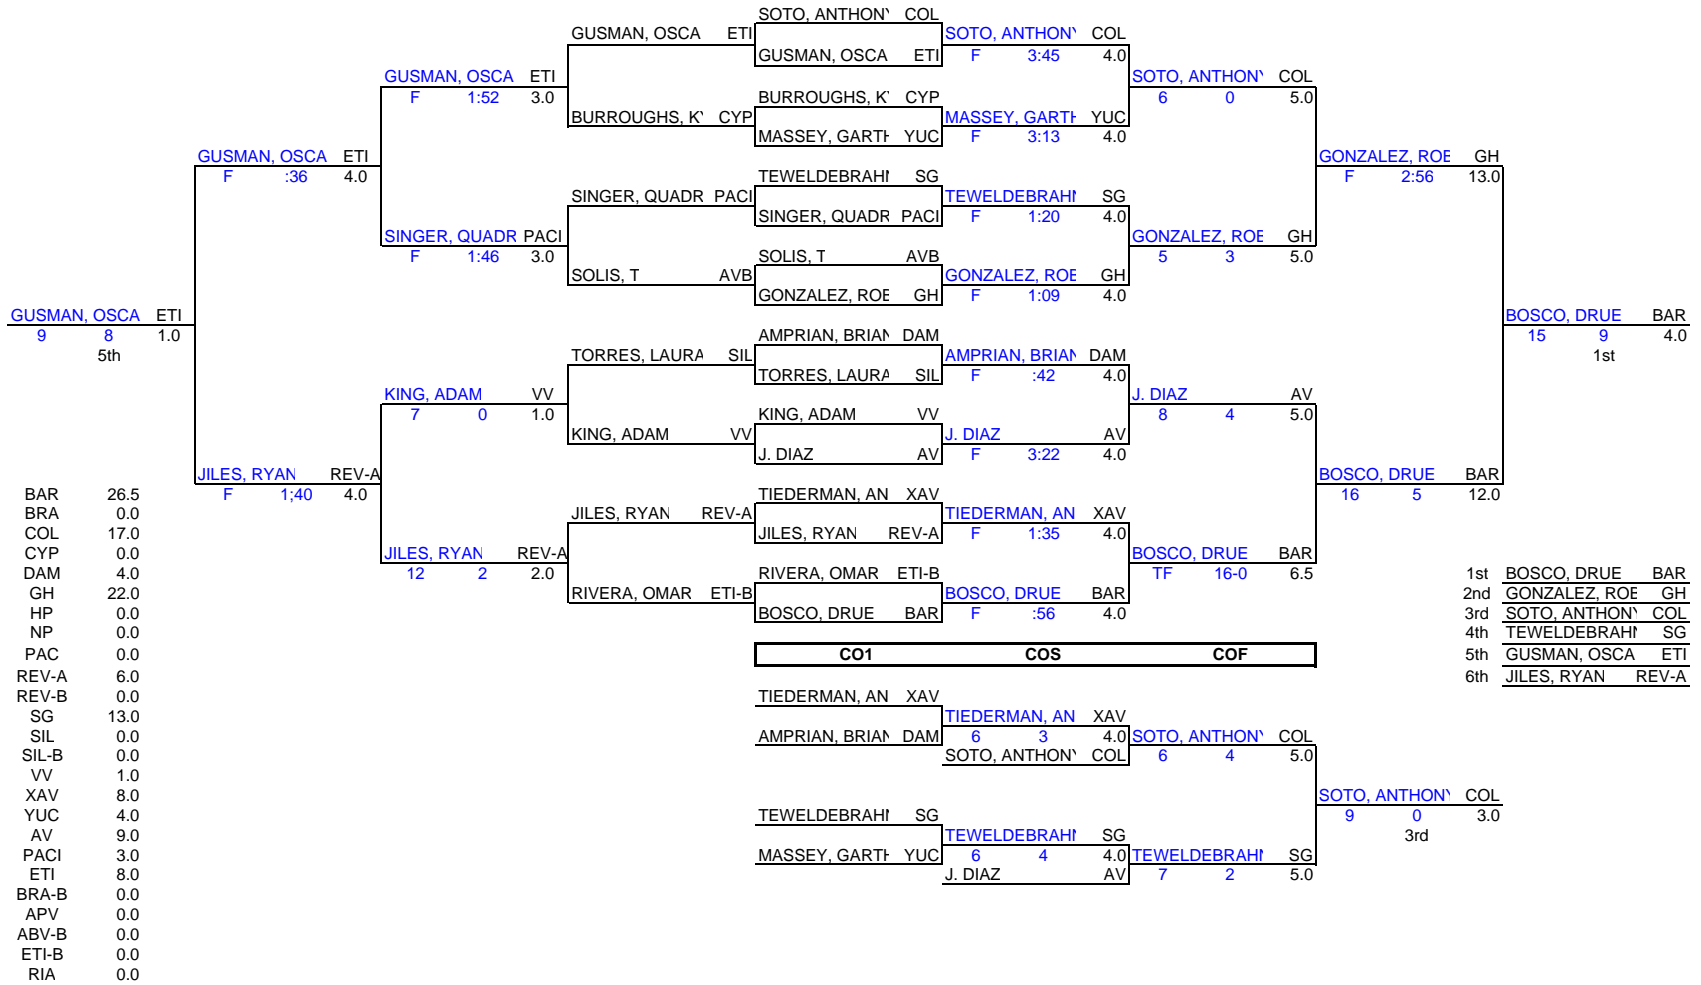 SOTO, ANTHONY COL
GUSMAN, OSCA ETI SOTO, ANTHONY COL
GUSMAN, OSCA ETI F 3:45 4.0
GUSMAN, OSCA ETI SOTO, ANTHONY COL
F 1:52 3.0 BURROUGHS, K CYP 6 0 5.0
BURROUGHS, K CYP MASSEY, GARTH YUC
MASSEY, GARTH YUC F 3:13 4.0
GUSMAN, OSCA ETI GONZALEZ, ROE GH
F :36 4.0 TEWELDEBRAHN SG F 2:56 13.0
SINGER, QUADR PACI TEWELDEBRAHN SG
SINGER, QUADR PACI F 1:20 4.0
SINGER, QUADR PACI GONZALEZ, ROE GH
F 1:46 3.0 SOLIS, T AVB 5 3 5.0
SOLIS, T AVB GONZALEZ, ROE GH
GONZALEZ, ROE GH F 1:09 4.0
GUSMAN, OSCA ETI BOSCO, DRUE BAR
9 8 1.0 AMPRIAN, BRIAN DAM 15 9 4.0
5th TORRES, LAURA SIL AMPRIAN, BRIAN DAM 1st
TORRES, LAURA SIL F :42 4.0
KING, ADAM VV J. DIAZ AV
7 0 1.0 KING, ADAM VV 8 4 5.0
KING, ADAM VV J. DIAZ AV
J. DIAZ AV F 3:22 4.0
JILES, RYAN REV-A BOSCO, DRUE BAR
BAR 26.5 F 1;40 4.0 TIEDERMAN, AN XAV 16 5 12.0
BRA 0.0 JILES, RYAN REV-A TIEDERMAN, AN XAV
COL 17.0 JILES, RYAN REV-A F 1:35 4.0
CYP 0.0 JILES, RYAN REV-A BOSCO, DRUE BAR
DAM 4.0 12 2 2.0 RIVERA, OMAR ETI-B TF 16-0 6.5 1st BOSCO, DRUE BAR
GH 22.0 RIVERA, OMAR ETI-B BOSCO, DRUE BAR 2nd GONZALEZ, ROE GH
HP 0.0 BOSCO, DRUE BAR F :56 4.0 3rd SOTO, ANTHONY COL
NP 0.0 4th TEWELDEBRAHN SG
PAC 0.0 CO1 COS COF 5th GUSMAN, OSCA ETI
REV-A 6.0 6th JILES, RYAN REV-A
REV-B 0.0 TIEDERMAN, AN XAV
SG 13.0 TIEDERMAN, AN XAV
SIL 0.0 AMPRIAN, BRIAN DAM 6 3 4.0 SOTO, ANTHONY COL
SIL-B 0.0 SOTO, ANTHONY COL 6 4 5.0
VV 1.0
XAV 8.0 SOTO, ANTHONY COL
YUC 4.0 TEWELDEBRAHN SG 9 0 3.0
AV 9.0 TEWELDEBRAHN SG 3rd
PACI 3.0 MASSEY, GARTH YUC 6 4 4.0 TEWELDEBRAHN SG
ETI 8.0 J. DIAZ AV 7 2 5.0
BRA-B 0.0
APV 0.0
ABV-B 0.0
ETI-B 0.0
RIA 0.0